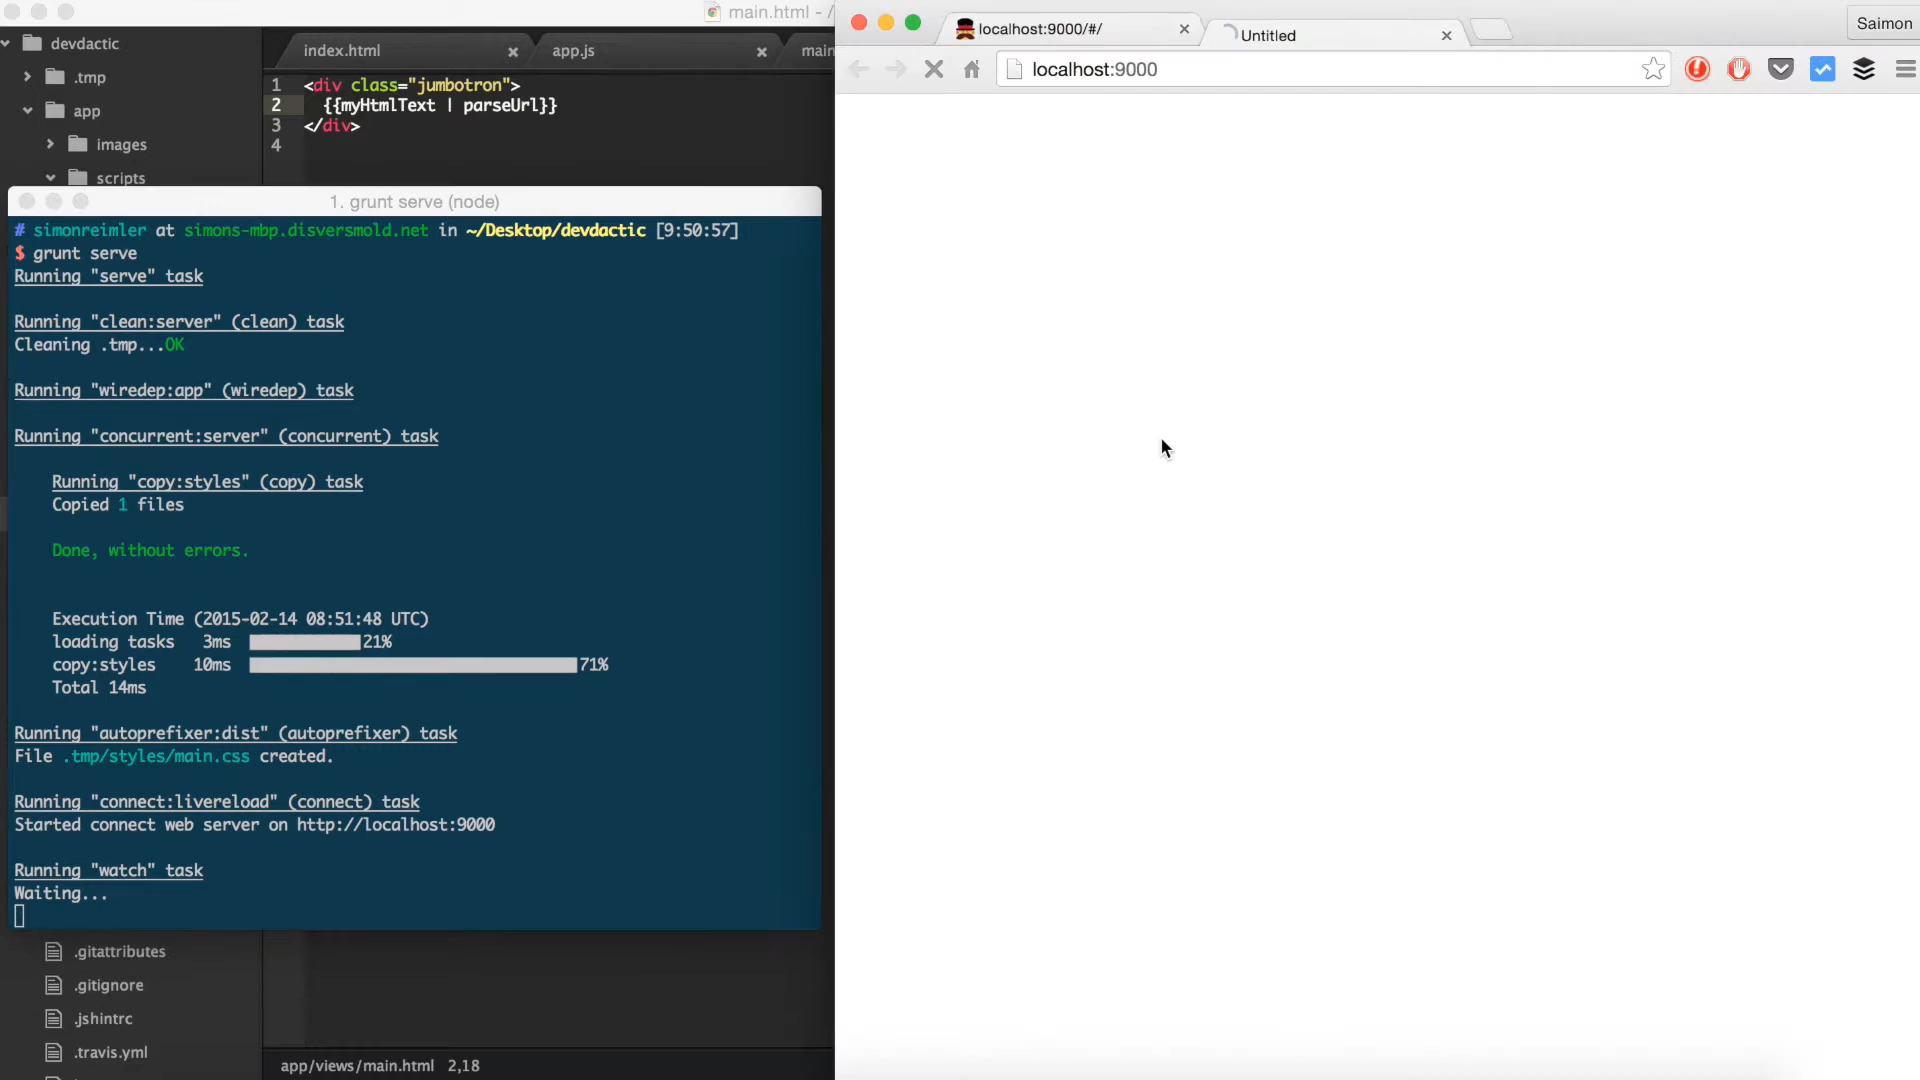 main.html - /
devdactic
.tmp
app
images
scripts
index.html
app.js
main
1 <div class="jumbotron">
2 {{myHtmlText | parseUrl}}
3 </div>
4
1. grunt serve (node)
# simonreimler at simons-mbp.disversmold.net in ~/Desktop/devdactic [9:50:57]
$ grunt serve
Running "serve" task
Running "clean:server" (clean) task
Cleaning .tmp...OK
Running "wiredep:app" (wiredep) task
Running "concurrent:server" (concurrent) task
Running "copy:styles" (copy) task
Copied 1 files
Done, without errors.
Execution Time (2015-02-14 08:51:48 UTC)
loading tasks 3ms 21%
copy:styles 10ms 71%
Total 14ms
Running "autoprefixer:dist" (autoprefixer) task
File .tmp/styles/main.css created.
Running "connect:livereload" (connect) task
Started connect web server on http://localhost:9000
Running "watch" task
Waiting...
.gitattributes
.gitignore
.jshintrc
.travis.yml
app/views/main.html 2,18
localhost:9000/#/
Untitled
Saimon
localhost:9000